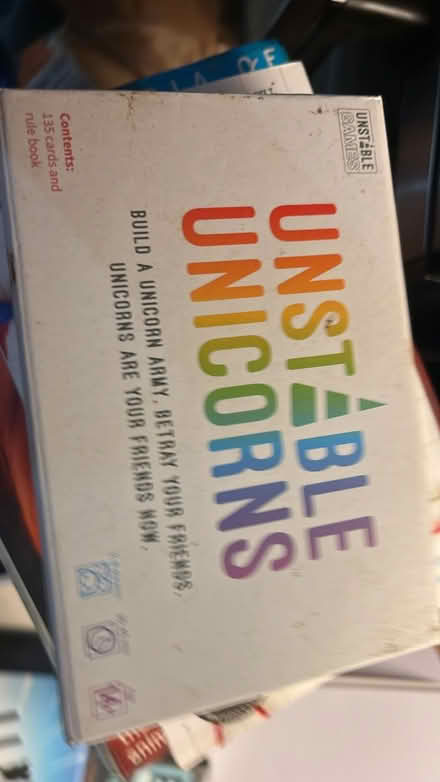 UNSTABLE
GAMES
UNSTABLE
UNICORNS
BUILD A UNICORN ARMY. BETRAY YOUR FRIENDS.
UNICORNS ARE YOUR FRIENDS NOW.
Contents:
135 cards and
rule book